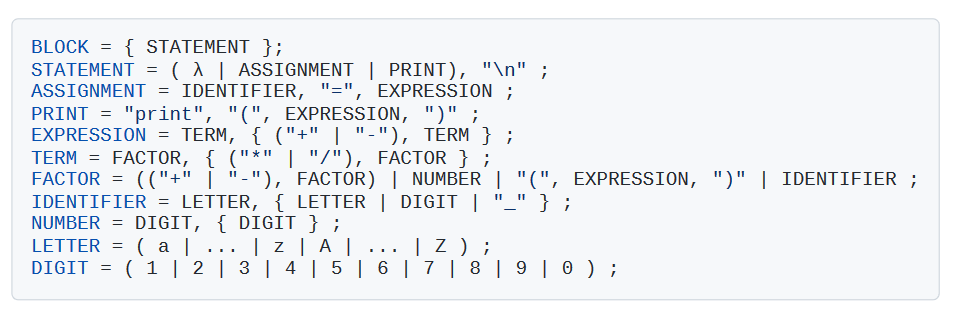 BLOCK = { STATEMENT };
STATEMENT = ( λ | ASSIGNMENT | PRINT), "\n" ;
ASSIGNMENT = IDENTIFIER, "=", EXPRESSION ;
PRINT = "print", "(", EXPRESSION, ")" ;
EXPRESSION = TERM, { ("+" | "-"), TERM } ;
TERM = FACTOR, { ("*" | "/"), FACTOR } ;
FACTOR = (("+" | "-"), FACTOR) | NUMBER | "(", EXPRESSION, ")" | IDENTIFIER ;
IDENTIFIER = LETTER, { LETTER | DIGIT | "_" } ;
NUMBER = DIGIT, { DIGIT } ;
LETTER = ( a | ... | z | A | ... | Z ) ;
DIGIT = ( 1 | 2 | 3 | 4 | 5 | 6 | 7 | 8 | 9 | 0 ) ;